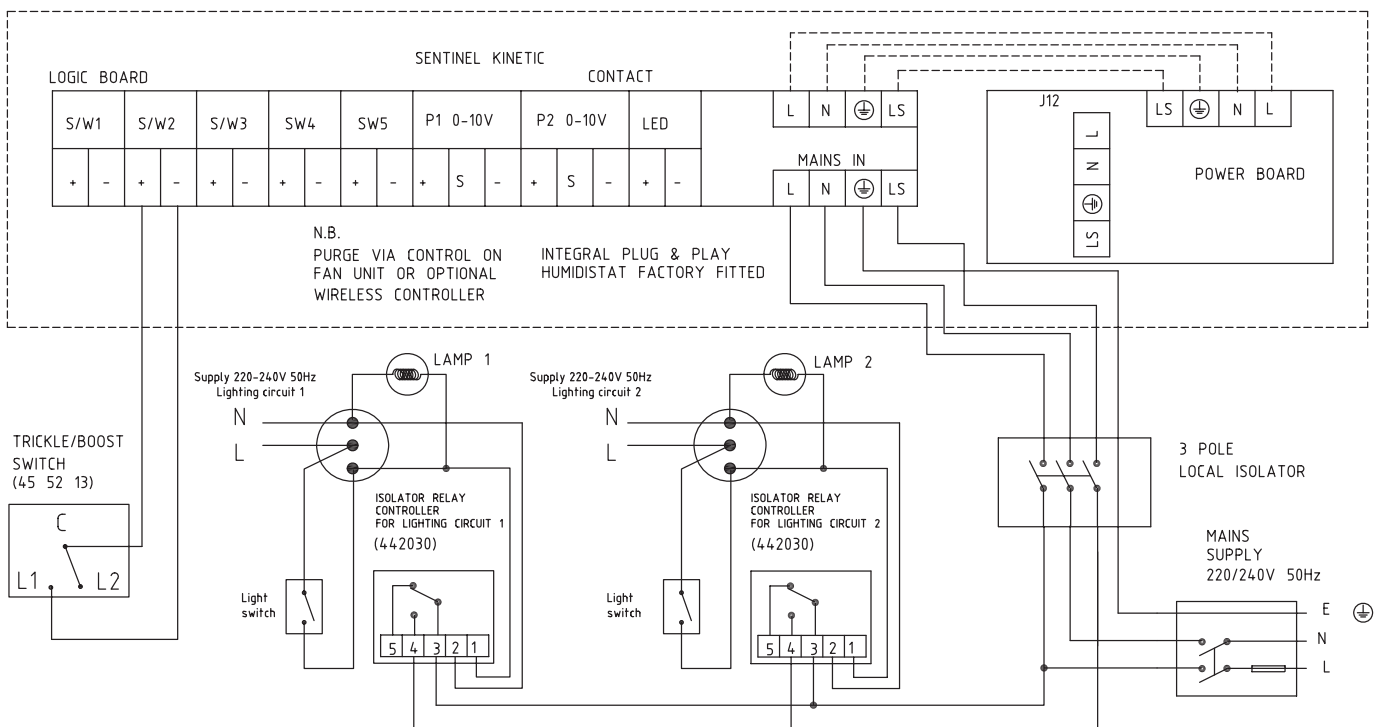 SENTINEL KINETIC
LOGIC BOARD
CONTACT
S/W1 S/W2 S/W3 SW4 SW5 P1 0-10V P2 0-10V LED
+ - + - + - + - + - + S - + S - + -
L N LS
MAINS IN
L N LS
J12
LS N L
L
N
LS
POWER BOARD
N.B.
PURGE VIA CONTROL ON
FAN UNIT OR OPTIONAL
WIRELESS CONTROLLER
INTEGRAL PLUG & PLAY
HUMIDISTAT FACTORY FITTED
TRICKLE/BOOST
SWITCH
(45 52 13)
C
L1 L2
Supply 220-240V 50Hz
Lighting circuit 1
N
L
LAMP 1
ISOLATOR RELAY
CONTROLLER
FOR LIGHTING CIRCUIT 1
(442030)
Light
switch
5 4 3 2 1
Supply 220-240V 50Hz
Lighting circuit 2
N
L
LAMP 2
ISOLATOR RELAY
CONTROLLER
FOR LIGHTING CIRCUIT 2
(442030)
Light
switch
5 4 3 2 1
3 POLE
LOCAL ISOLATOR
MAINS
SUPPLY
220/240V 50Hz
E
N
L